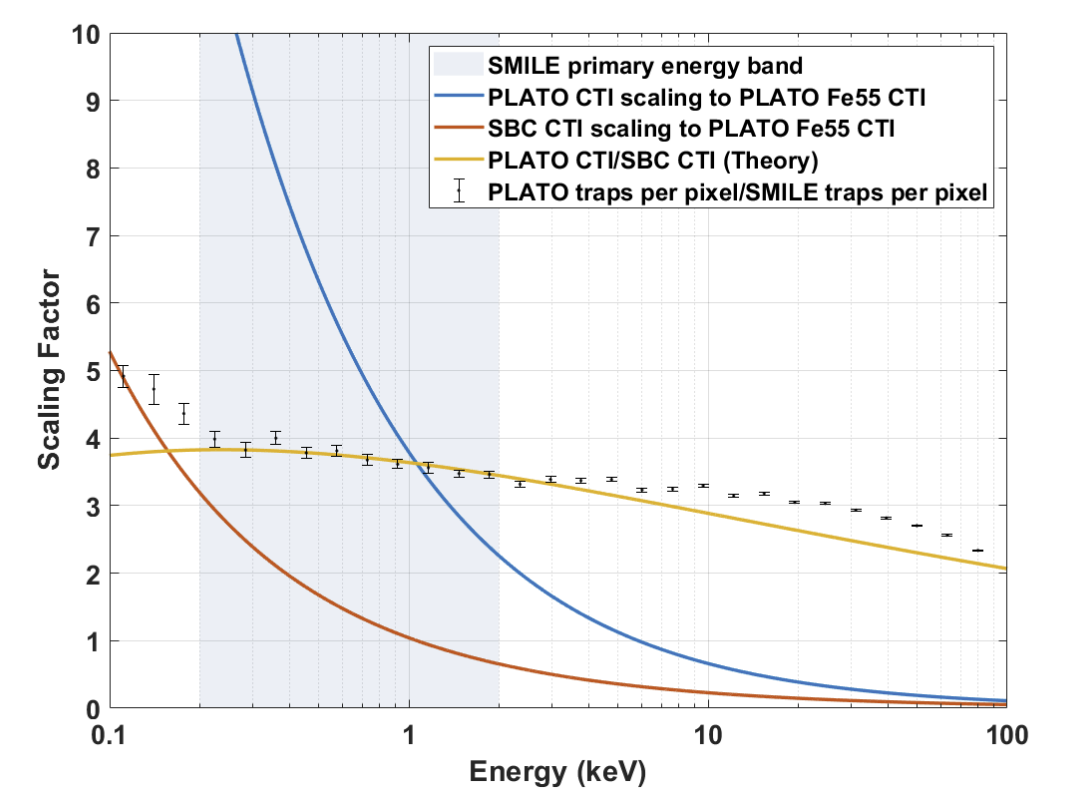 10
9
8
7
6
5
4
3
2
1
0
Scaling Factor
SMILE primary energy band
PLATO CTI scaling to PLATO Fe55 CTI
SBC CTI scaling to PLATO Fe55 CTI
PLATO CTI/SBC CTI (Theory)
PLATO traps per pixel/SMILE traps per pixel
0.1 1 10 100
Energy (keV)